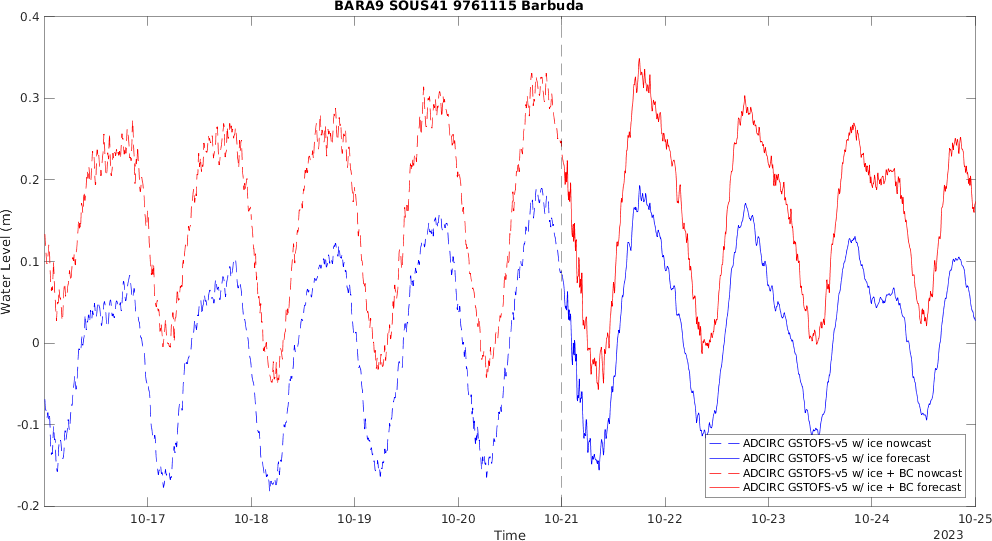 BARA9 SOUS41 9761115 Barbuda
0.4
0.3
0.2
0.1
0
-0.1
-0.2
Water Level (m)
10-17 10-18 10-19 10-20 10-21 10-22 10-23 10-24 10-25
Time
2023
ADCIRC GSTOFS-v5 w/ ice nowcast
ADCIRC GSTOFS-v5 w/ ice forecast
ADCIRC GSTOFS-v5 w/ ice + BC nowcast
ADCIRC GSTOFS-v5 w/ ice + BC forecast